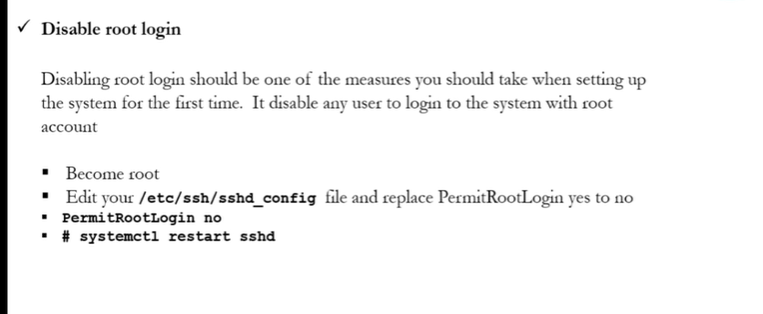 ✓ Disable root login
Disabling root login should be one of the measures you should take when setting up
the system for the first time. It disable any user to login to the system with root
account
▪ Become root
▪ Edit your /etc/ssh/sshd_config file and replace PermitRootLogin yes to no
▪ PermitRootLogin no
▪ # systemctl restart sshd